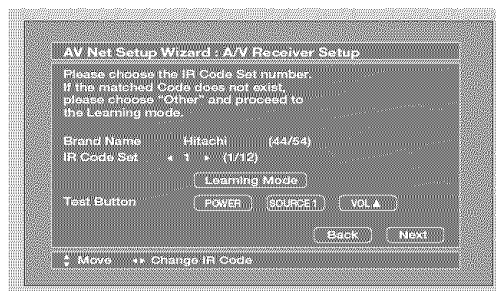 AV Net Setup Wizard : A/V Receiver Setup
Please choose the IR Code Set number.
If the matched Code does not exist,
please choose "Other" and proceed to
the Learning mode.
Brand Name Hitachi (44/54)
IR Code Set ◂ 1 ▸ (1/12)
Learning Mode
Test Button POWER SOURCE 1 VOL ▲
Back Next
Move ◂▸ Change IR Code